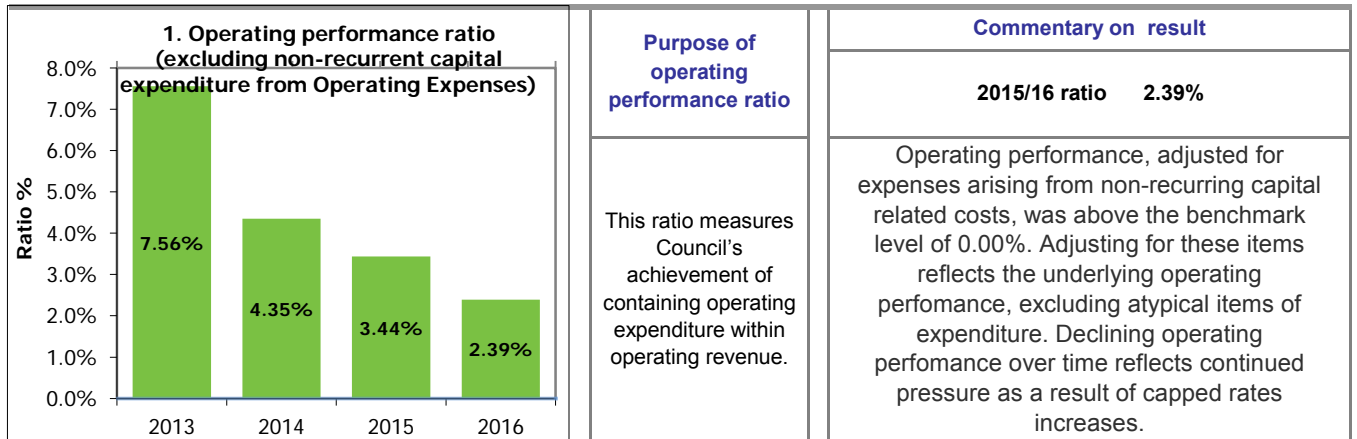 1. Operating performance ratio
(excluding non-recurrent capital
expenditure from Operating Expenses)
8.0%
7.0%
6.0%
5.0%
4.0%
3.0%
2.0%
1.0%
0.0%
Ratio %
7.56%
4.35%
3.44%
2.39%
2013 2014 2015 2016
Purpose of
operating
performance ratio
This ratio measures
Council's
achievement of
containing operating
expenditure within
operating revenue.
Commentary on result
2015/16 ratio 2.39%
Operating performance, adjusted for
expenses arising from non-recurring capital
related costs, was above the benchmark
level of 0.00%. Adjusting for these items
reflects the underlying operating
perfomance, excluding atypical items of
expenditure. Declining operating
perfomance over time reflects continued
pressure as a result of capped rates
increases.